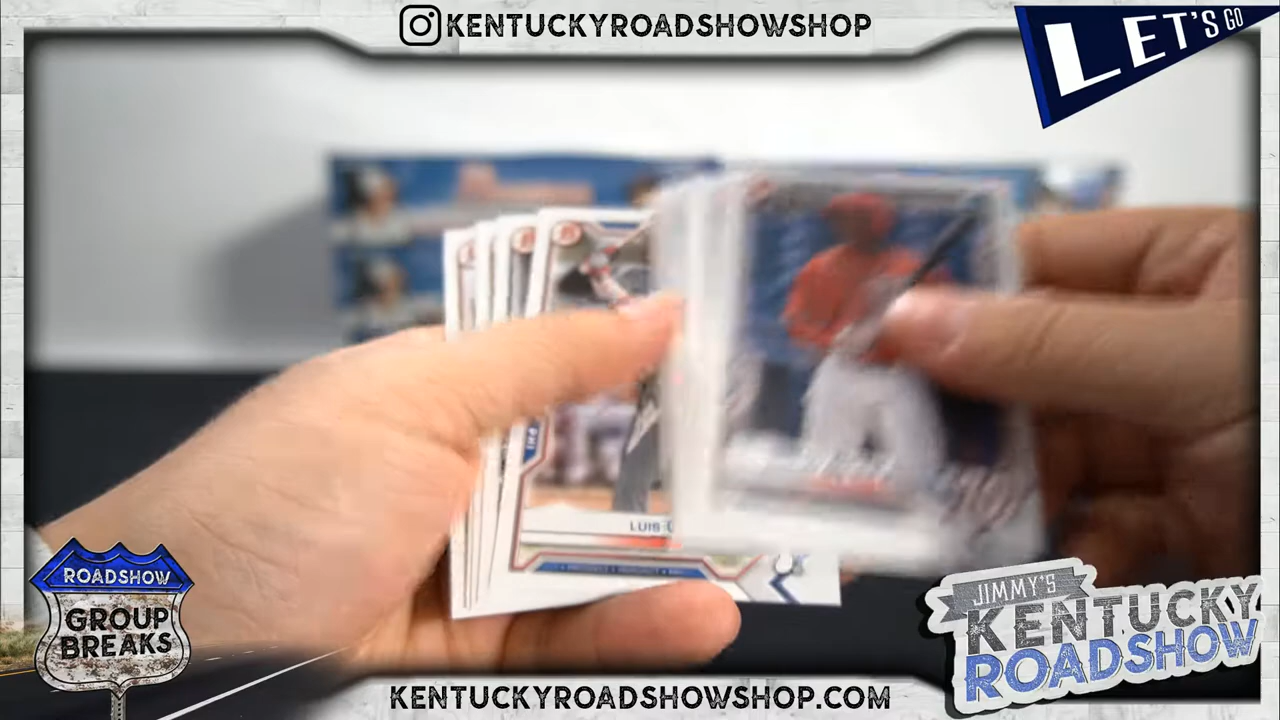 KENTUCKYROADSHOWSHOP
LET'S GO
LUIS
ROADSHOW
GROUP
BREAKS
JIMMY'S
KENTUCKY
ROADSHOW
KENTUCKYROADSHOWSHOP.COM